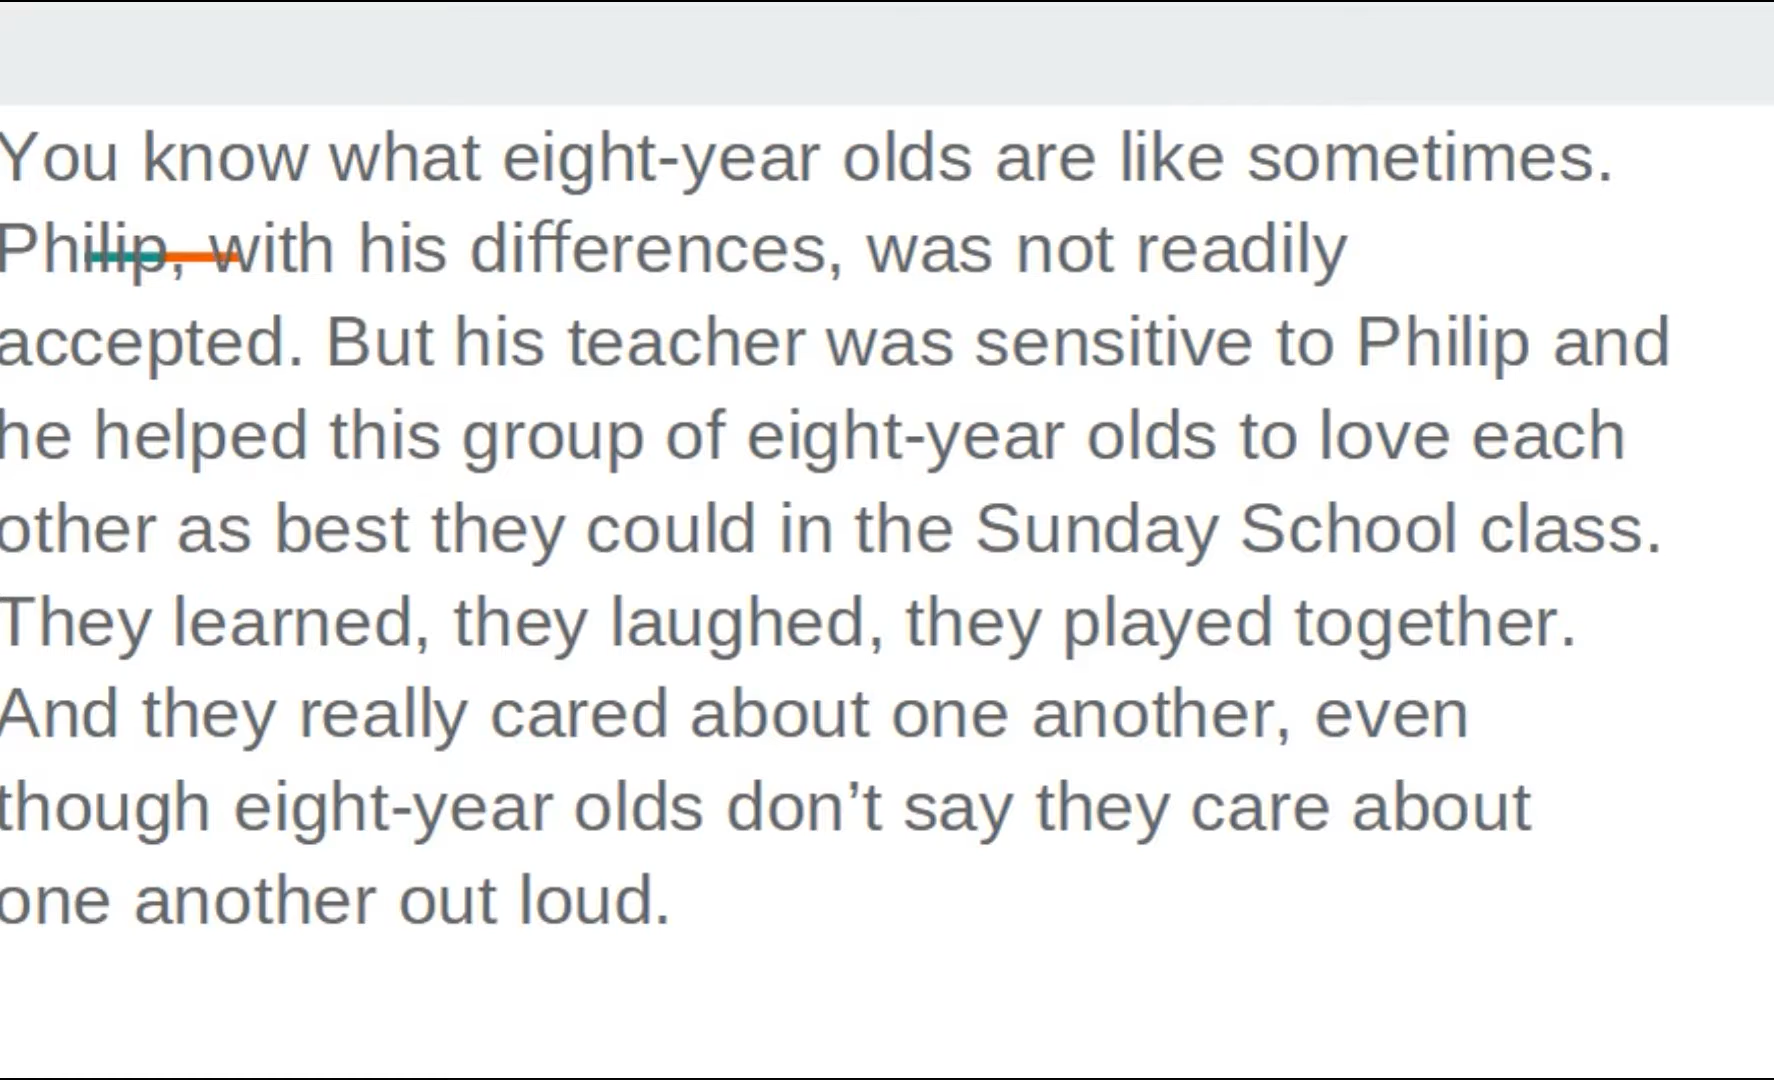 You know what eight-year olds are like sometimes.
Philip, with his differences, was not readily
accepted. But his teacher was sensitive to Philip and
he helped this group of eight-year olds to love each
other as best they could in the Sunday School class.
They learned, they laughed, they played together.
And they really cared about one another, even
though eight-year olds don’t say they care about
one another out loud.